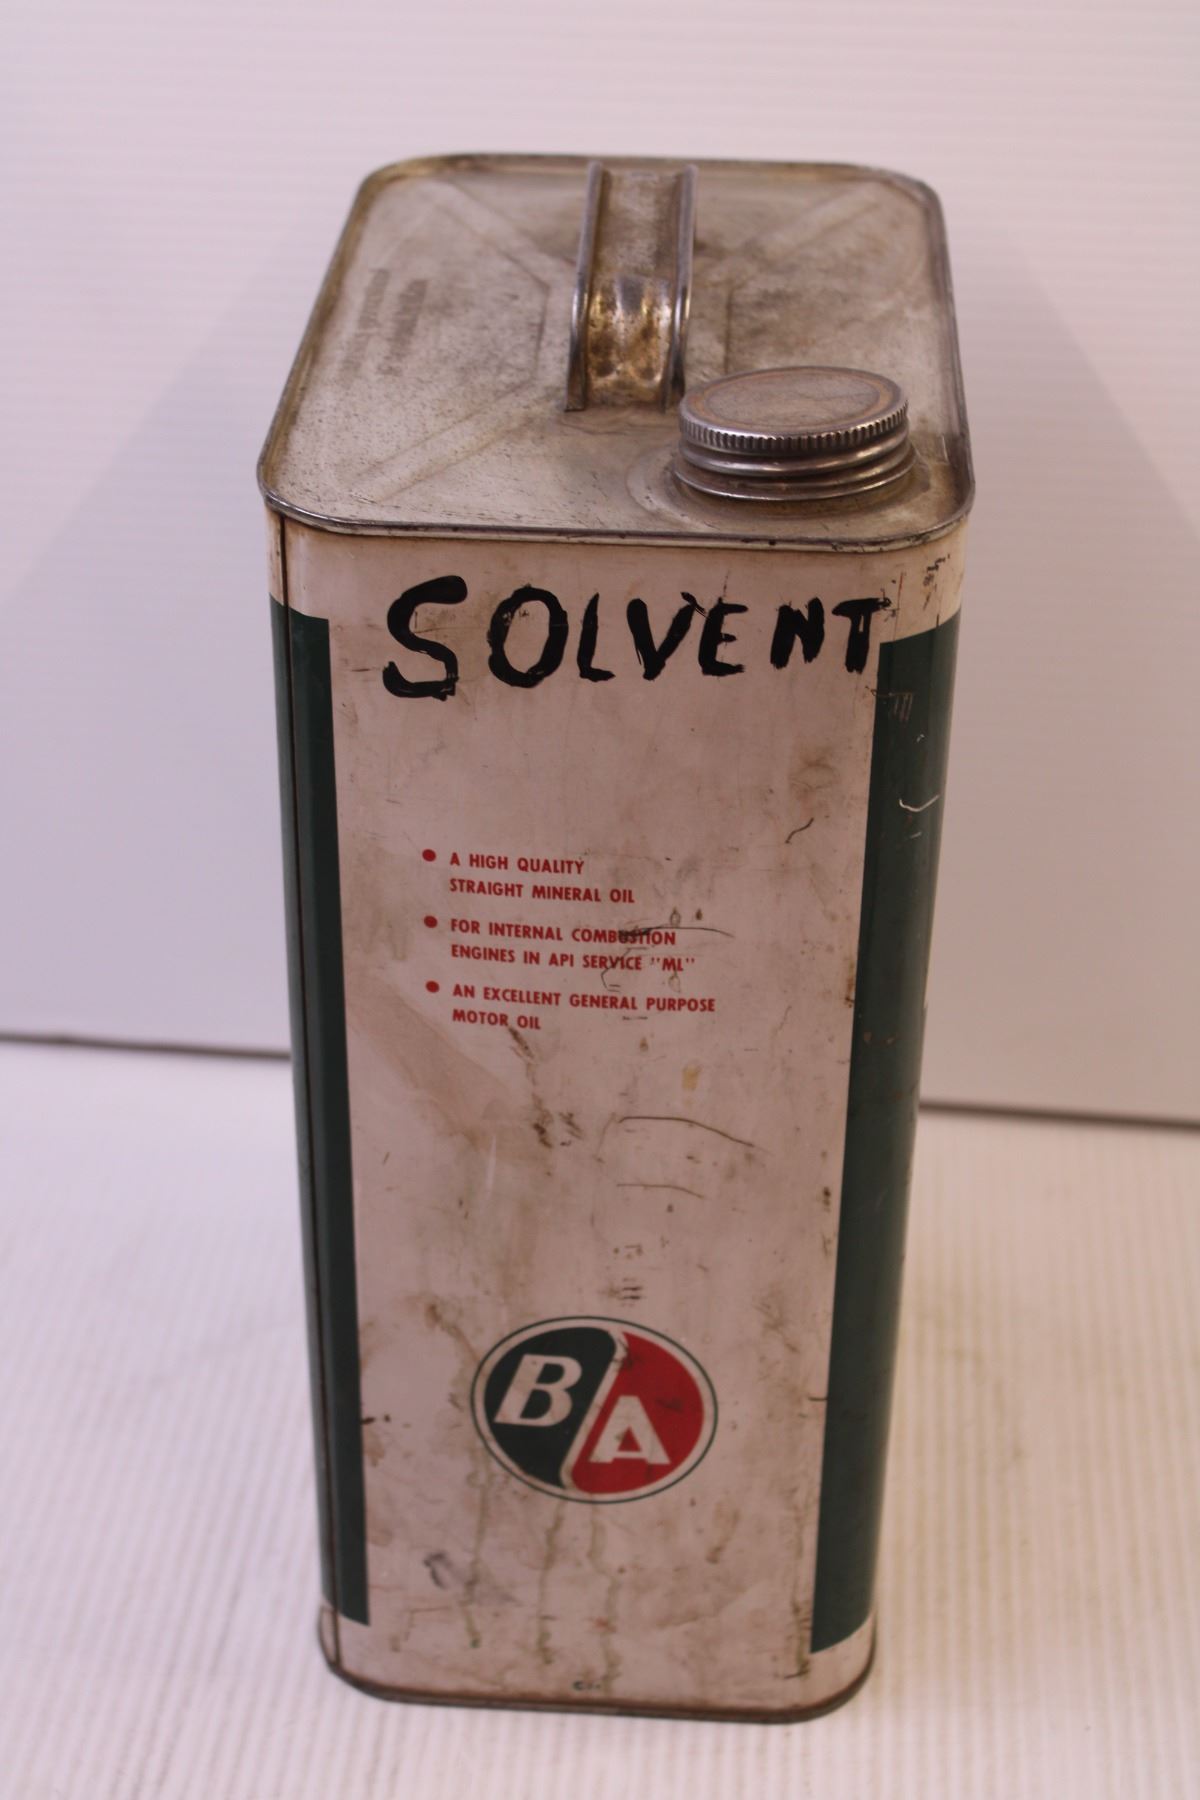 SOLVENT
A HIGH QUALITY
STRAIGHT MINERAL OIL
FOR INTERNAL COMBUSTION
ENGINES IN API SERVICE "ML"
AN EXCELLENT GENERAL PURPOSE
MOTOR OIL
BA